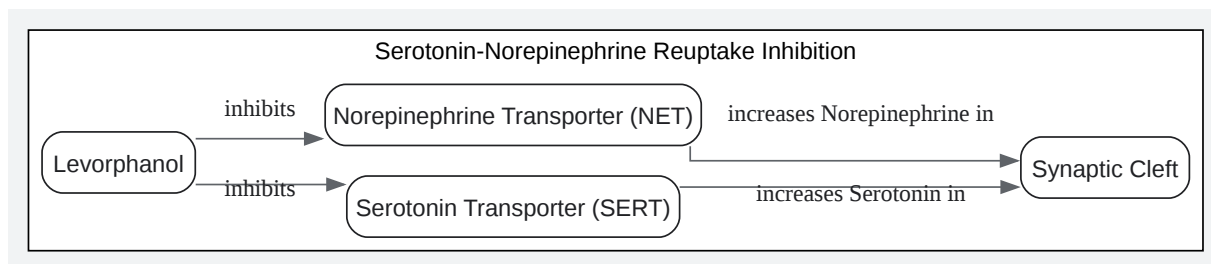 Serotonin-Norepinephrine Reuptake Inhibition
inhibits
Norepinephrine Transporter (NET)
increases Norepinephrine in
Levorphanol
Synaptic Cleft
inhibits
Serotonin Transporter (SERT)
increases Serotonin in